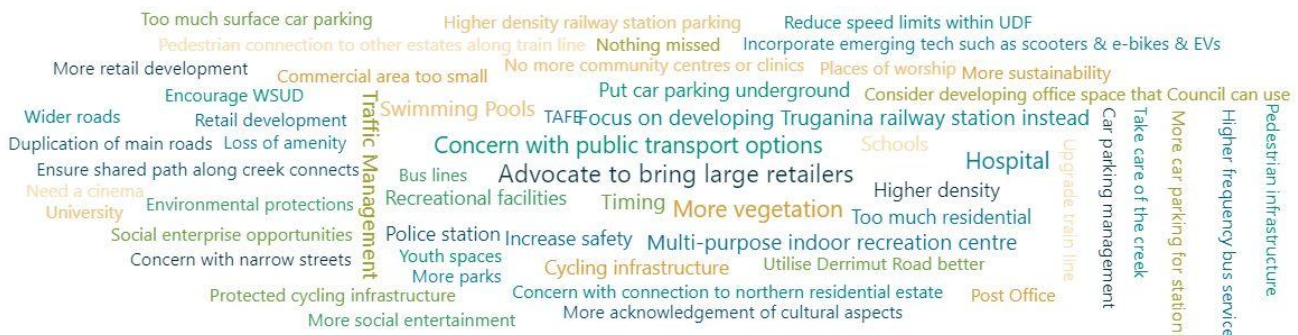 Too much surface car parking
Higher density railway station parking
Reduce speed limits within UDF
Pedestrian connection to other estates along train line
Nothing missed
Incorporate emerging tech such as scooters & e-bikes & EVs
More retail development
Commercial area too small
No more community centres or clinics
Places of worship
More sustainability
Encourage WSUD
Traffic Management
Swimming Pools
Put car parking underground
Consider developing office space that Council can use
Wider roads
Retail development
TAFE
Focus on developing Truganina railway station instead
Duplication of main roads
Loss of amenity
Concern with public transport options
Schools
Hospital
Ensure shared path along creek connects
Bus lines
Advocate to bring large retailers
Higher density
Need a cinema
University
Environmental protections
Recreational facilities
Timing
More vegetation
Too much residential
Social enterprise opportunities
Police station
Increase safety
Multi-purpose indoor recreation centre
Concern with narrow streets
Youth spaces
More parks
Cycling infrastructure
Utilise Derrimut Road better
Protected cycling infrastructure
Concern with connection to northern residential estate
Post Office
More social entertainment
More acknowledgement of cultural aspects
Upgrade train line
Car parking management
Take care of the creek
More car parking for station
Higher frequency bus service
Pedestrian infrastructure